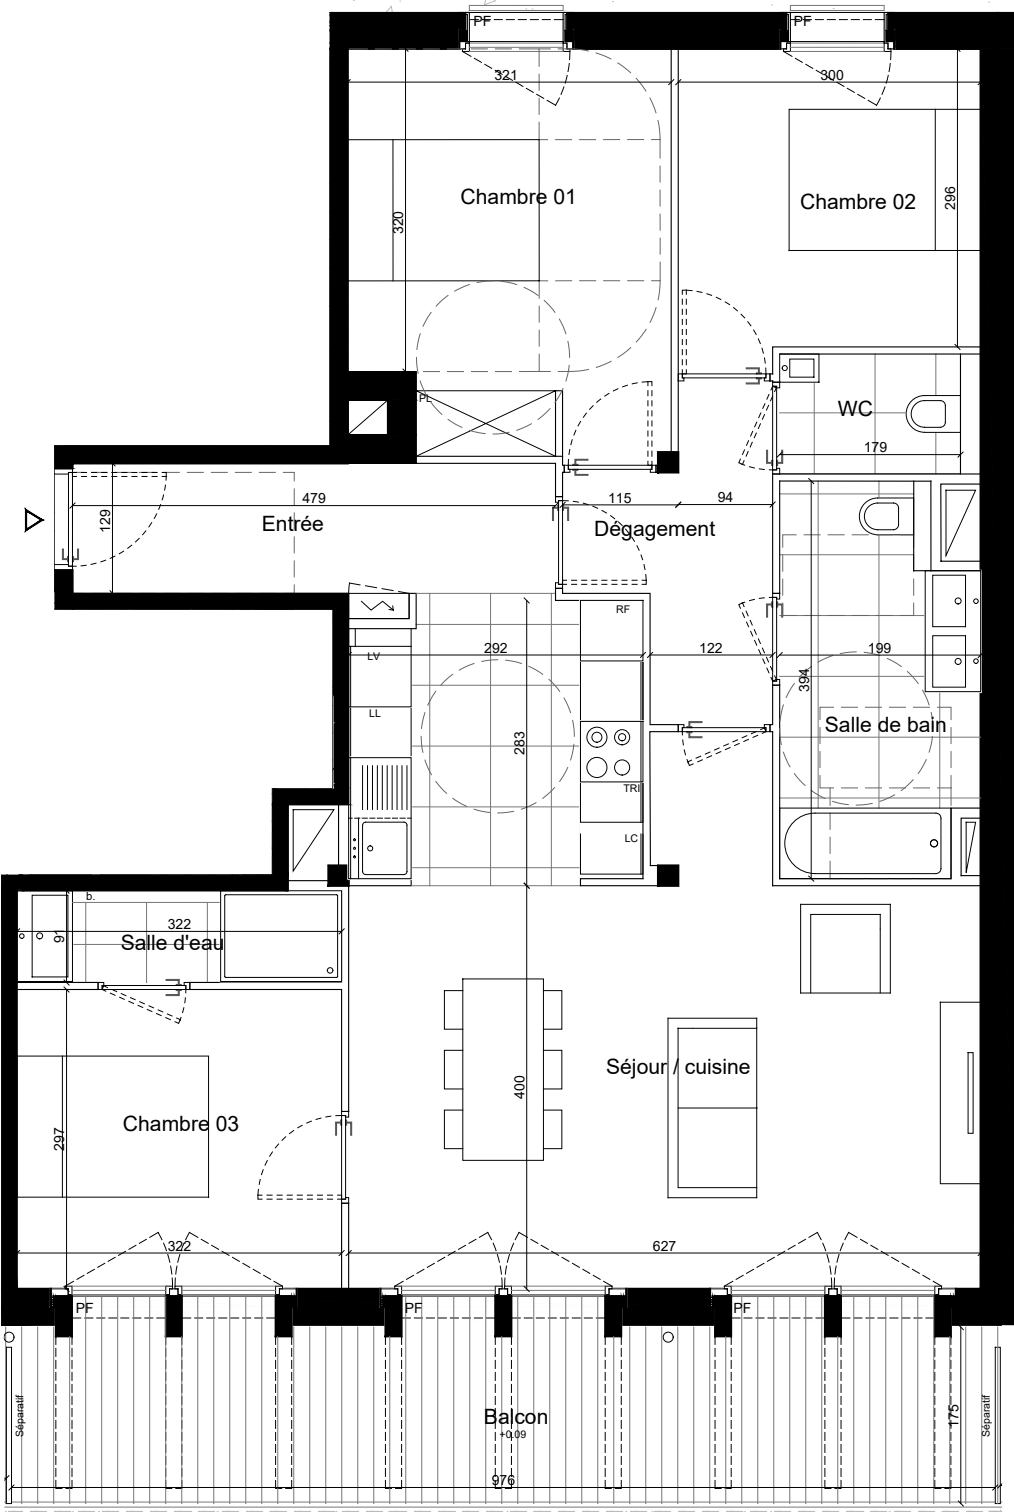 PF
PF
321
300
Chambre 01
Chambre 02
320
296
PL
WC
179
479
115
94
129
Entrée
Dégagement
RF
LV
292
122
199
394
LL
283
Salle de bain
TRI
LC
b.
322
91
Salle d'eau
Séjour / cuisine
400
Chambre 03
297
322
627
PF
PF
PF
Séparatif
Balcon
+0.09
175
Séparatif
976